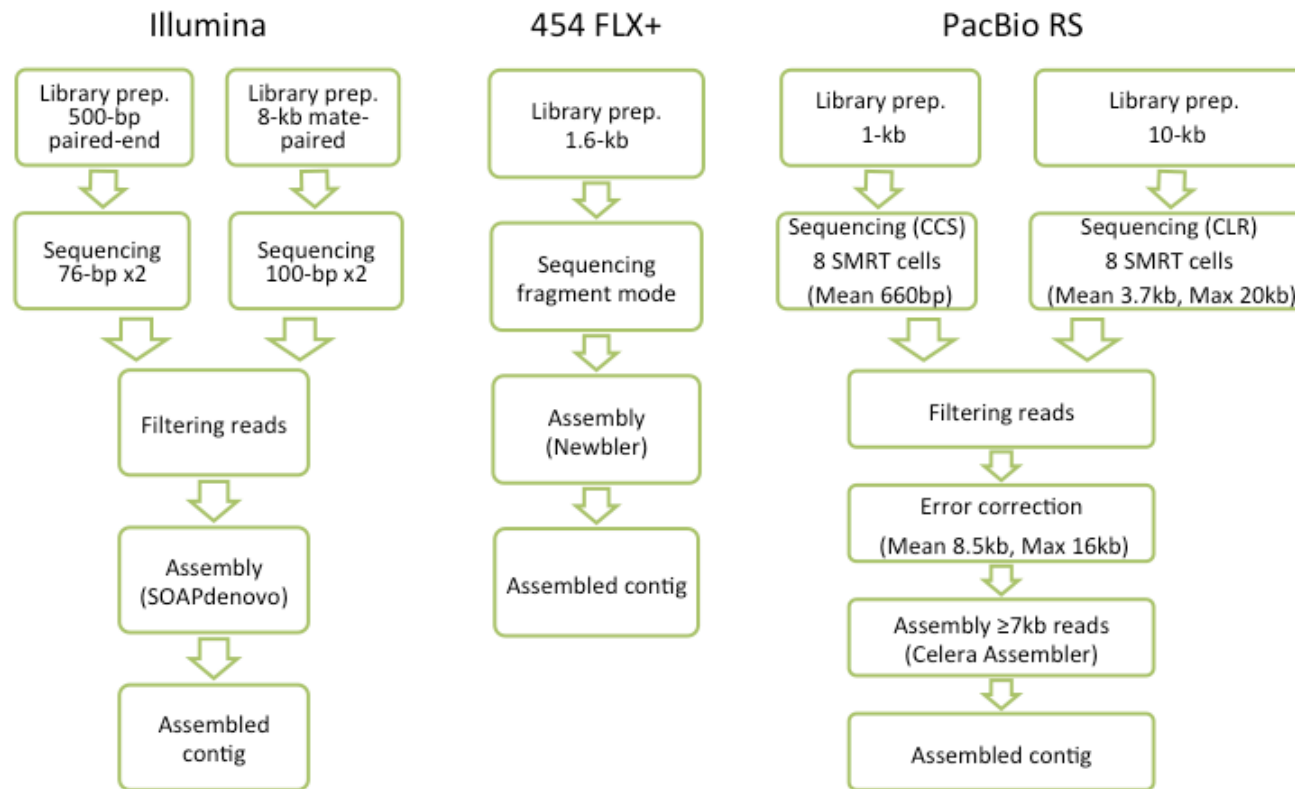 Illumina
Library prep.
500-bp
paired-end
Library prep.
8-kb mate-
paired
Sequencing
76-bp x2
Sequencing
100-bp x2
Filtering reads
Assembly
(SOAPdenovo)
Assembled
contig
454 FLX+
Library prep.
1.6-kb
Sequencing
fragment mode
Assembly
(Newbler)
Assembled contig
PacBio RS
Library prep.
1-kb
Library prep.
10-kb
Sequencing (CCS)
8 SMRT cells
(Mean 660bp)
Sequencing (CLR)
8 SMRT cells
(Mean 3.7kb, Max 20kb)
Filtering reads
Error correction
(Mean 8.5kb, Max 16kb)
Assembly ≥7kb reads
(Celera Assembler)
Assembled contig